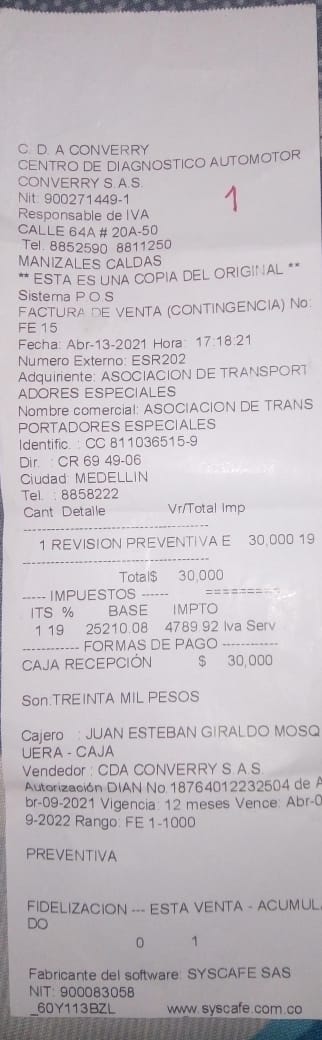 C. D. A CONVERRY
CENTRO DE DIAGNOSTICO AUTOMOTOR
CONVERRY S.A.S.
Nit: 900271449-1
1
Responsable de IVA
CALLE 64A # 20A-50
Tel. 8852590 8811250
MANIZALES CALDAS
** ESTA ES UNA COPIA DEL ORIGINAL **
Sistema P.O.S
FACTURA DE VENTA (CONTINGENCIA) No:
FE 15
Fecha: Abr-13-2021 Hora: 17:18:21
Numero Externo: ESR202
Adquiriente: ASOCIACION DE TRANSPORT
ADORES ESPECIALES
Nombre comercial: ASOCIACION DE TRANS
PORTADORES ESPECIALES
Identific. : CC 811036515-9
Dir. : CR 69 49-06
Ciudad: MEDELLIN
Tel. : 8858222
Cant Detalle Vr/Total Imp
--------------------------------------
1 REVISION PREVENTIVA E 30,000 19
--------------------------------------
Total$ 30,000
----- IMPUESTOS ------ =========
ITS % BASE IMPTO
1 19 25210.08 4789.92 Iva Serv
------------ FORMAS DE PAGO ------------
CAJA RECEPCIÓN $ 30,000
Son:TREINTA MIL PESOS
Cajero : JUAN ESTEBAN GIRALDO MOSQ
UERA - CAJA
Vendedor : CDA CONVERRY S.A.S.
Autorización DIAN No.18764012232504 de A
br-09-2021 Vigencia: 12 meses Vence: Abr-0
9-2022 Rango: FE 1-1000
PREVENTIVA
FIDELIZACION --- ESTA VENTA - ACUMULA
DO
0 1
Fabricante del software: SYSCAFE SAS
NIT: 900083058
_60Y113BZL www.syscafe.com.co